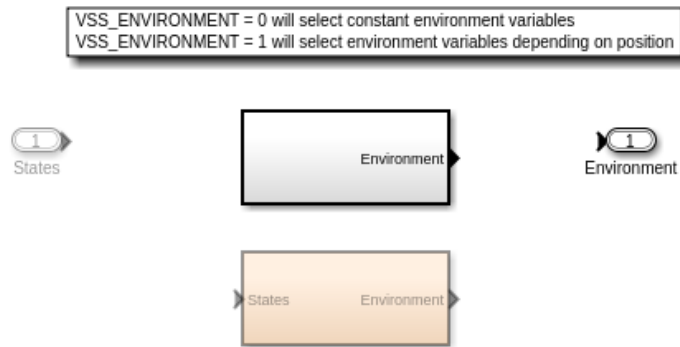 VSS_ENVIRONMENT = 0 will select constant environment variables
VSS_ENVIRONMENT = 1 will select environment variables depending on position
1
States
Environment
1
Environment
States
Environment